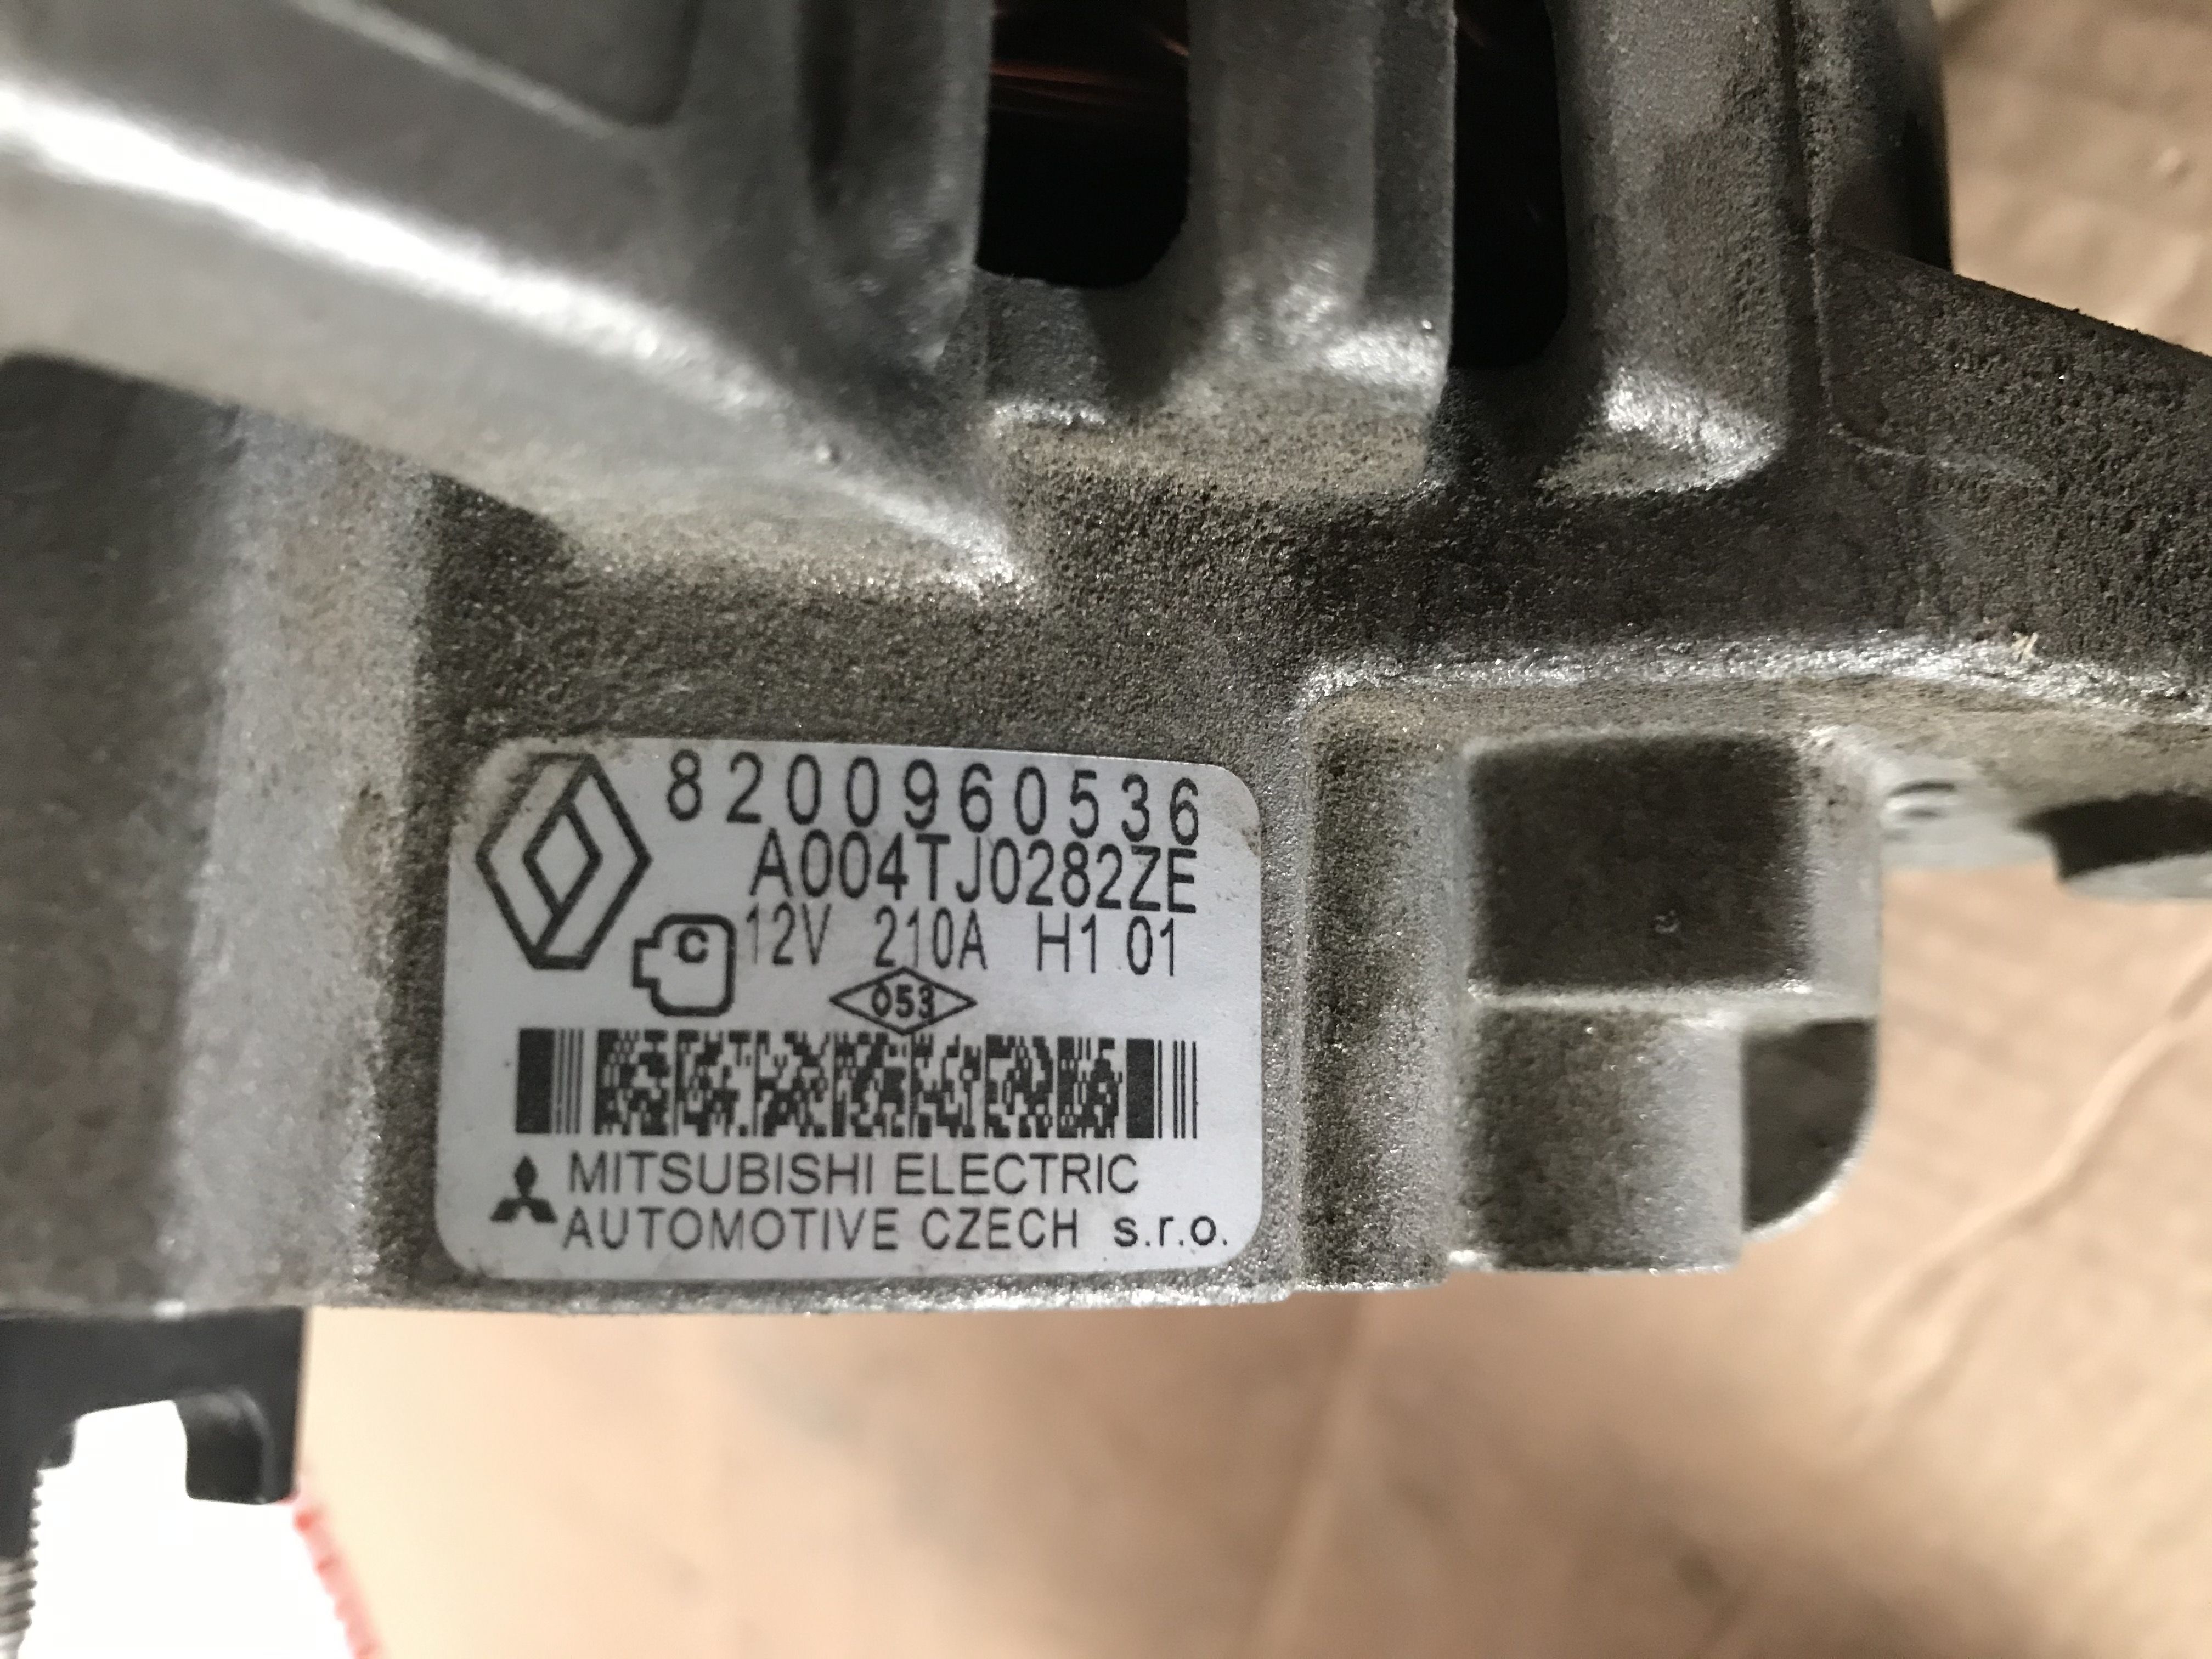 8200960536
A004TJ0282ZE
C 12V 210A H1 01
053
MITSUBISHI ELECTRIC
AUTOMOTIVE CZECH s.r.o.